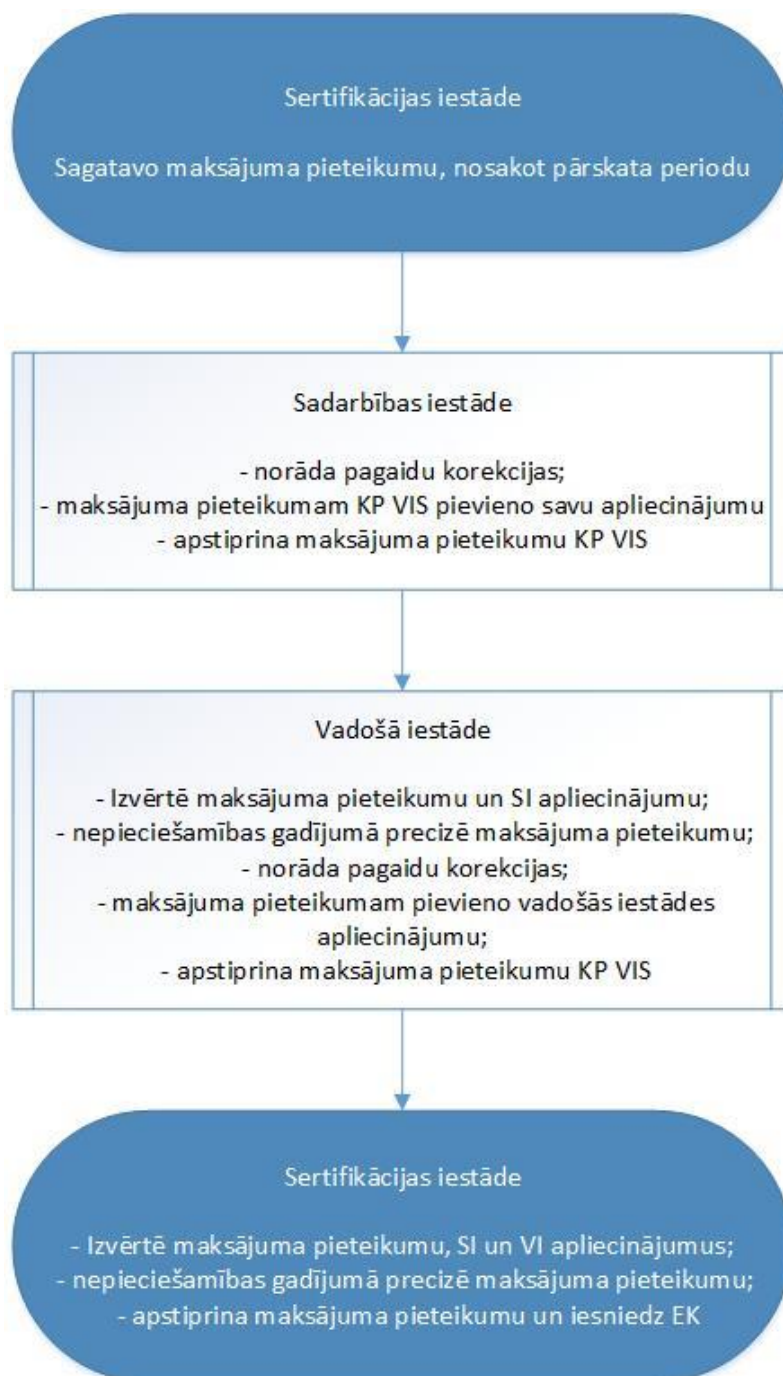 Sertifikācijas iestāde
Sagatavo maksājuma pieteikumu, nosakot pārskata periodu
Sadarbības iestāde
- norāda pagaidu korekcijas;
- maksājuma pieteikumam KP VIS pievieno savu apliecinājumu
- apstiprina maksājuma pieteikumu KP VIS
Vadošā iestāde
- Izvērtē maksājuma pieteikumu un SI apliecinājumu;
- nepieciešamības gadījumā precizē maksājuma pieteikumu;
- norāda pagaidu korekcijas;
- maksājuma pieteikumam pievieno vadošās iestādes
apliecinājumu;
- apstiprina maksājuma pieteikumu KP VIS
Sertifikācijas iestāde
- Izvērtē maksājuma pieteikumu, SI un VI apliecinājumus;
- nepieciešamības gadījumā precizē maksājuma pieteikumu;
- apstiprina maksājuma pieteikumu un iesniedz EK